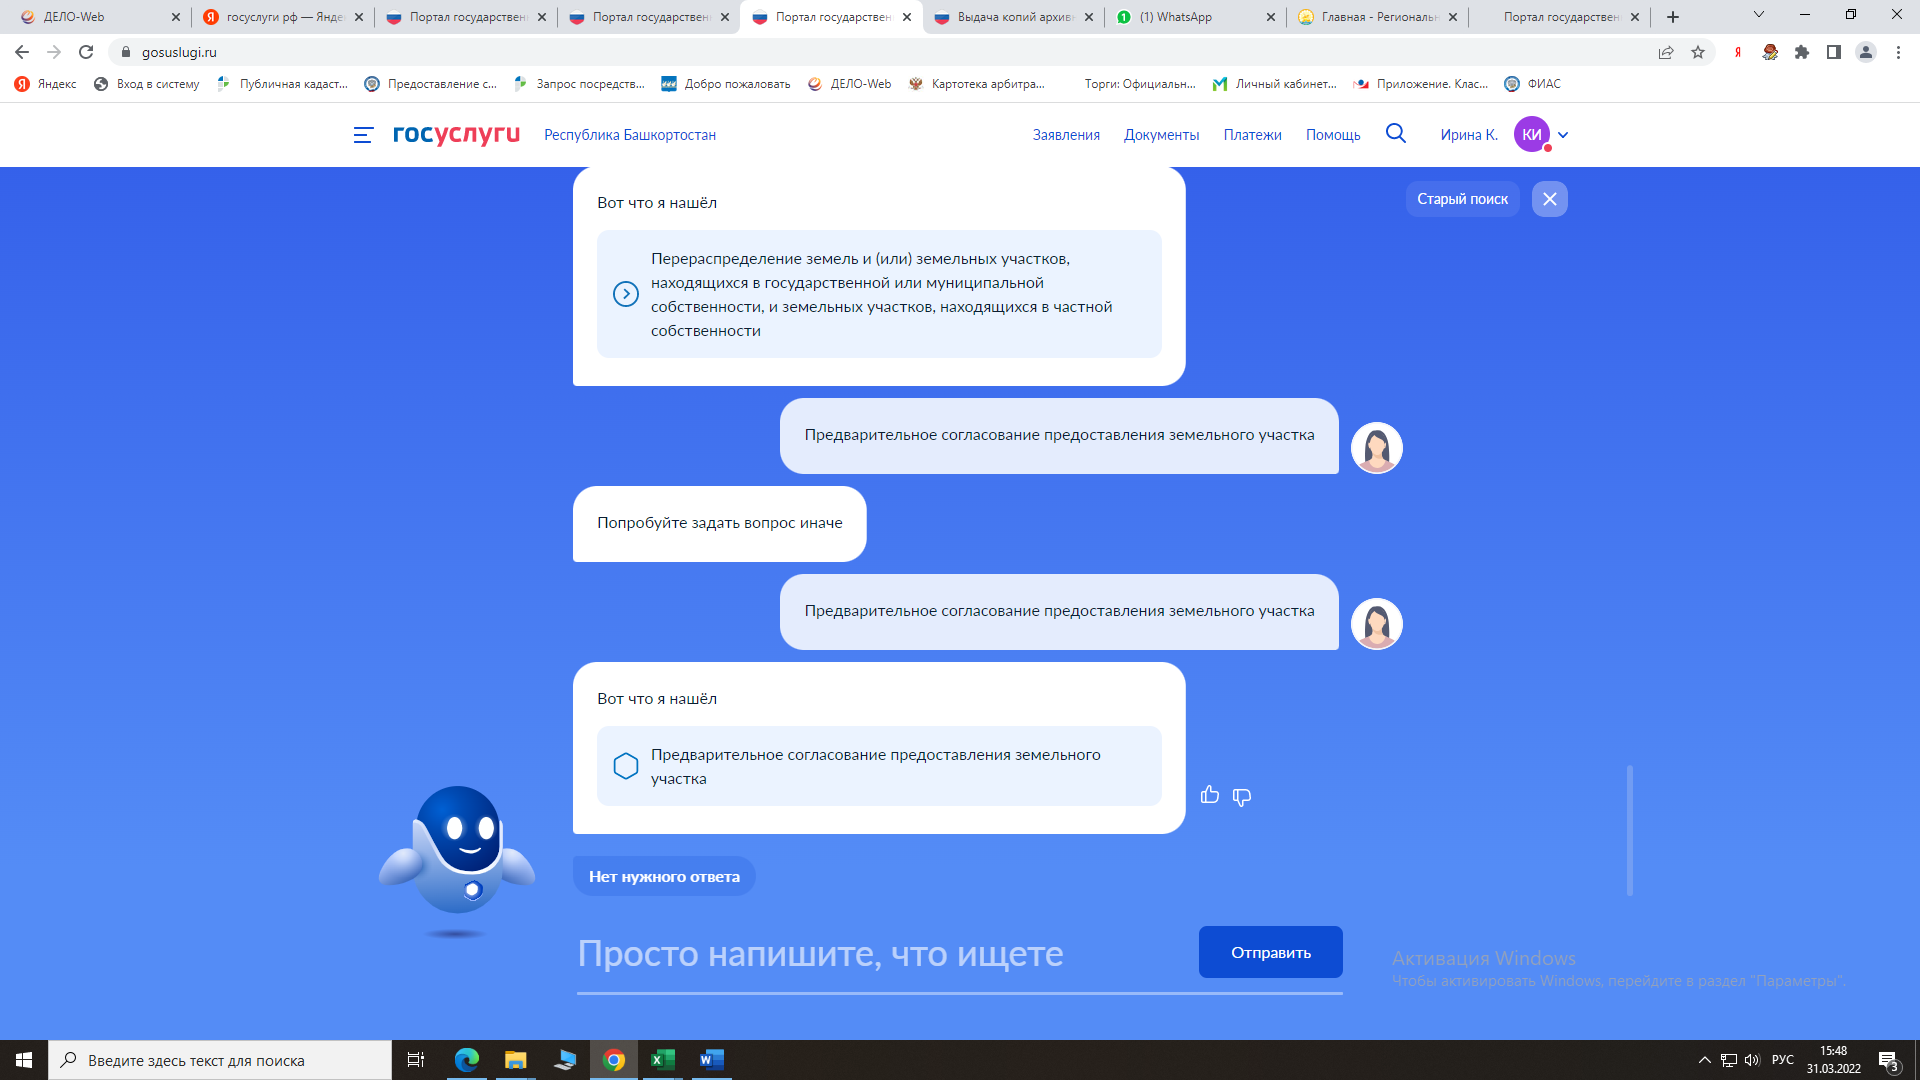 ДЕЛО-Web
госуслуги рф — Янде
Портал государствен
Портал государствен
Портал государствен
Выдача копий архив
(1) WhatsApp
Главная - Региональ
Портал государствен
gosuslugi.ru
Яндекс
Вход в систему
Публичная кадаст...
Предоставление с...
Запрос посредств...
Добро пожаловать
ДЕЛО-Web
Картотека арбитра...
Торги: Официальн...
Личный кабинет...
Приложение. Клас...
ФИАС
госуслуги
Республика Башкортостан
Заявления
Документы
Платежи
Помощь
Ирина К.
КИ
Старый поиск
Вот что я нашёл
Перераспределение земель и (или) земельных участков,
находящихся в государственной или муниципальной
собственности, и земельных участков, находящихся в частной
собственности
Предварительное согласование предоставления земельного участка
Попробуйте задать вопрос иначе
Предварительное согласование предоставления земельного участка
Вот что я нашёл
Предварительное согласование предоставления земельного
участка
Нет нужного ответа
Просто напишите, что ищете
Отправить
Активация Windows
Чтобы активировать Windows, перейдите в раздел "Параметры".
Введите здесь текст для поиска
РУС
15:48
31.03.2022
3